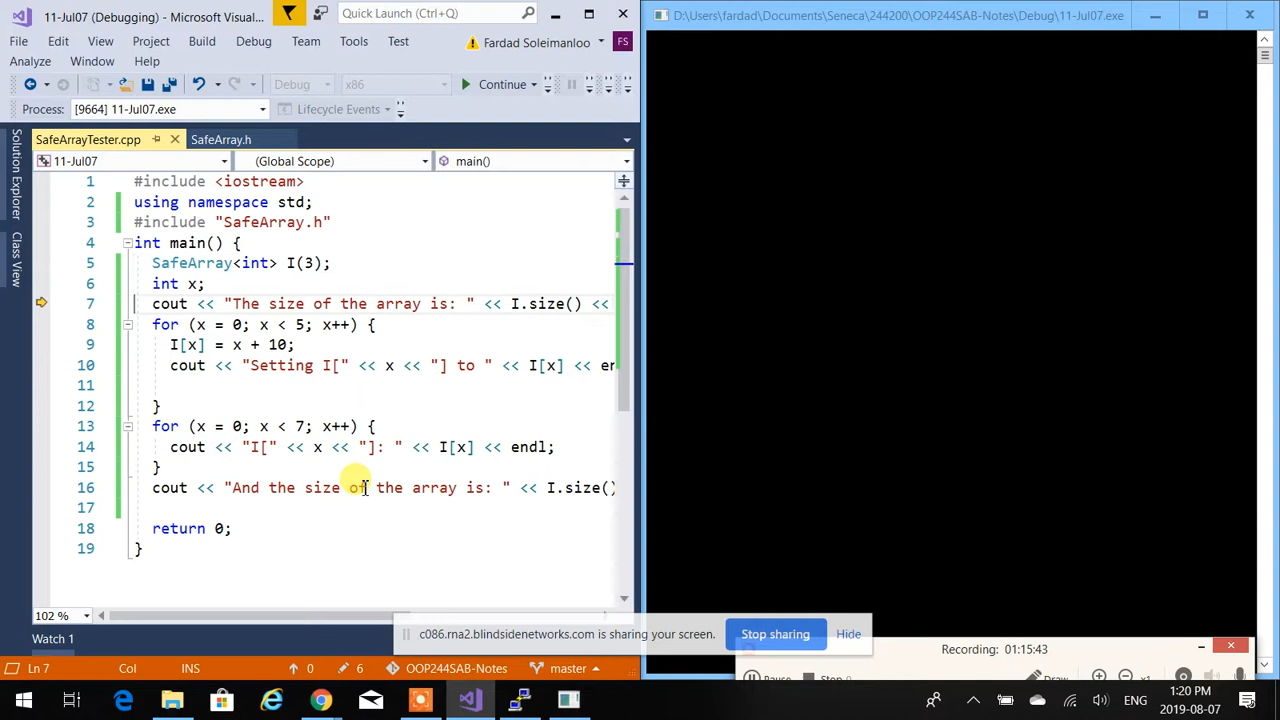 11-Jul07 (Debugging) - Microsoft Visual...
Quick Launch (Ctrl+Q)
D:\Users\fardad\Documents\Seneca\244200\OOP244SAB-Notes\Debug\11-Jul07.exe
File Edit View Project Build Debug Team Tools Test
Fardad Soleimanloo
FS
Analyze Window Help
Debug x86 Continue
Process: [9664] 11-Jul07.exe Lifecycle Events
SafeArrayTester.cpp SafeArray.h
11-Jul07 (Global Scope) main()
Solution Explorer
Class View
1 #include <iostream>
2 using namespace std;
3 #include "SafeArray.h"
4 int main() {
5 SafeArray<int> I(3);
6 int x;
7 cout << "The size of the array is: " << I.size() <<
8 for (x = 0; x < 5; x++) {
9 I[x] = x + 10;
10 cout << "Setting I[" << x << "] to " << I[x] << en
11
12 }
13 for (x = 0; x < 7; x++) {
14 cout << "I[" << x << "]: " << I[x] << endl;
15 }
16 cout << "And the size of the array is: " << I.size()
17
18 return 0;
19 }
102 %
c086.rna2.blindsidenetworks.com is sharing your screen. Stop sharing Hide
Watch 1
Recording: 01:15:43
Pause Stop Draw x1
Ln 7 Col INS 0 6 OOP244SAB-Notes master
ENG
1:20 PM
2019-08-07